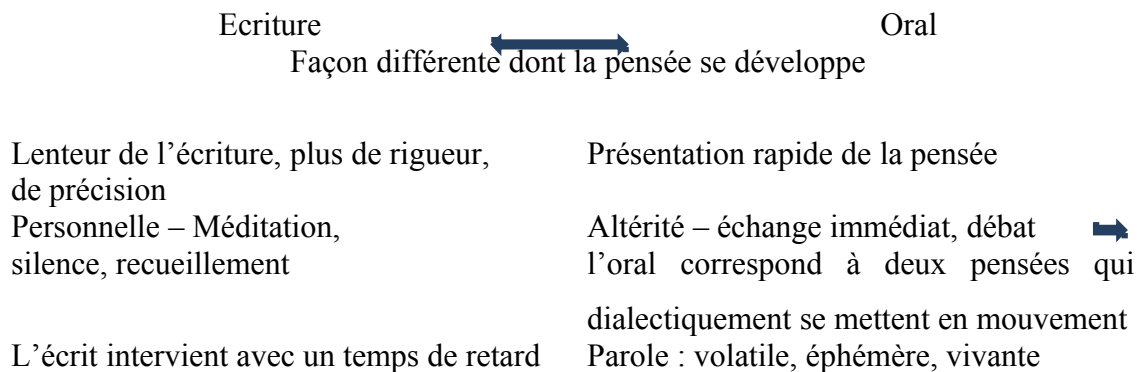 Ecriture Oral
Façon différente dont la pensée se développe
Lenteur de l’écriture, plus de rigueur, Présentation rapide de la pensée
de précision
Personnelle – Méditation, Altérité – échange immédiat, débat
silence, recueillement l’oral correspond à deux pensées qui
dialectiquement se mettent en mouvement
L’écrit intervient avec un temps de retard Parole : volatile, éphémère, vivante